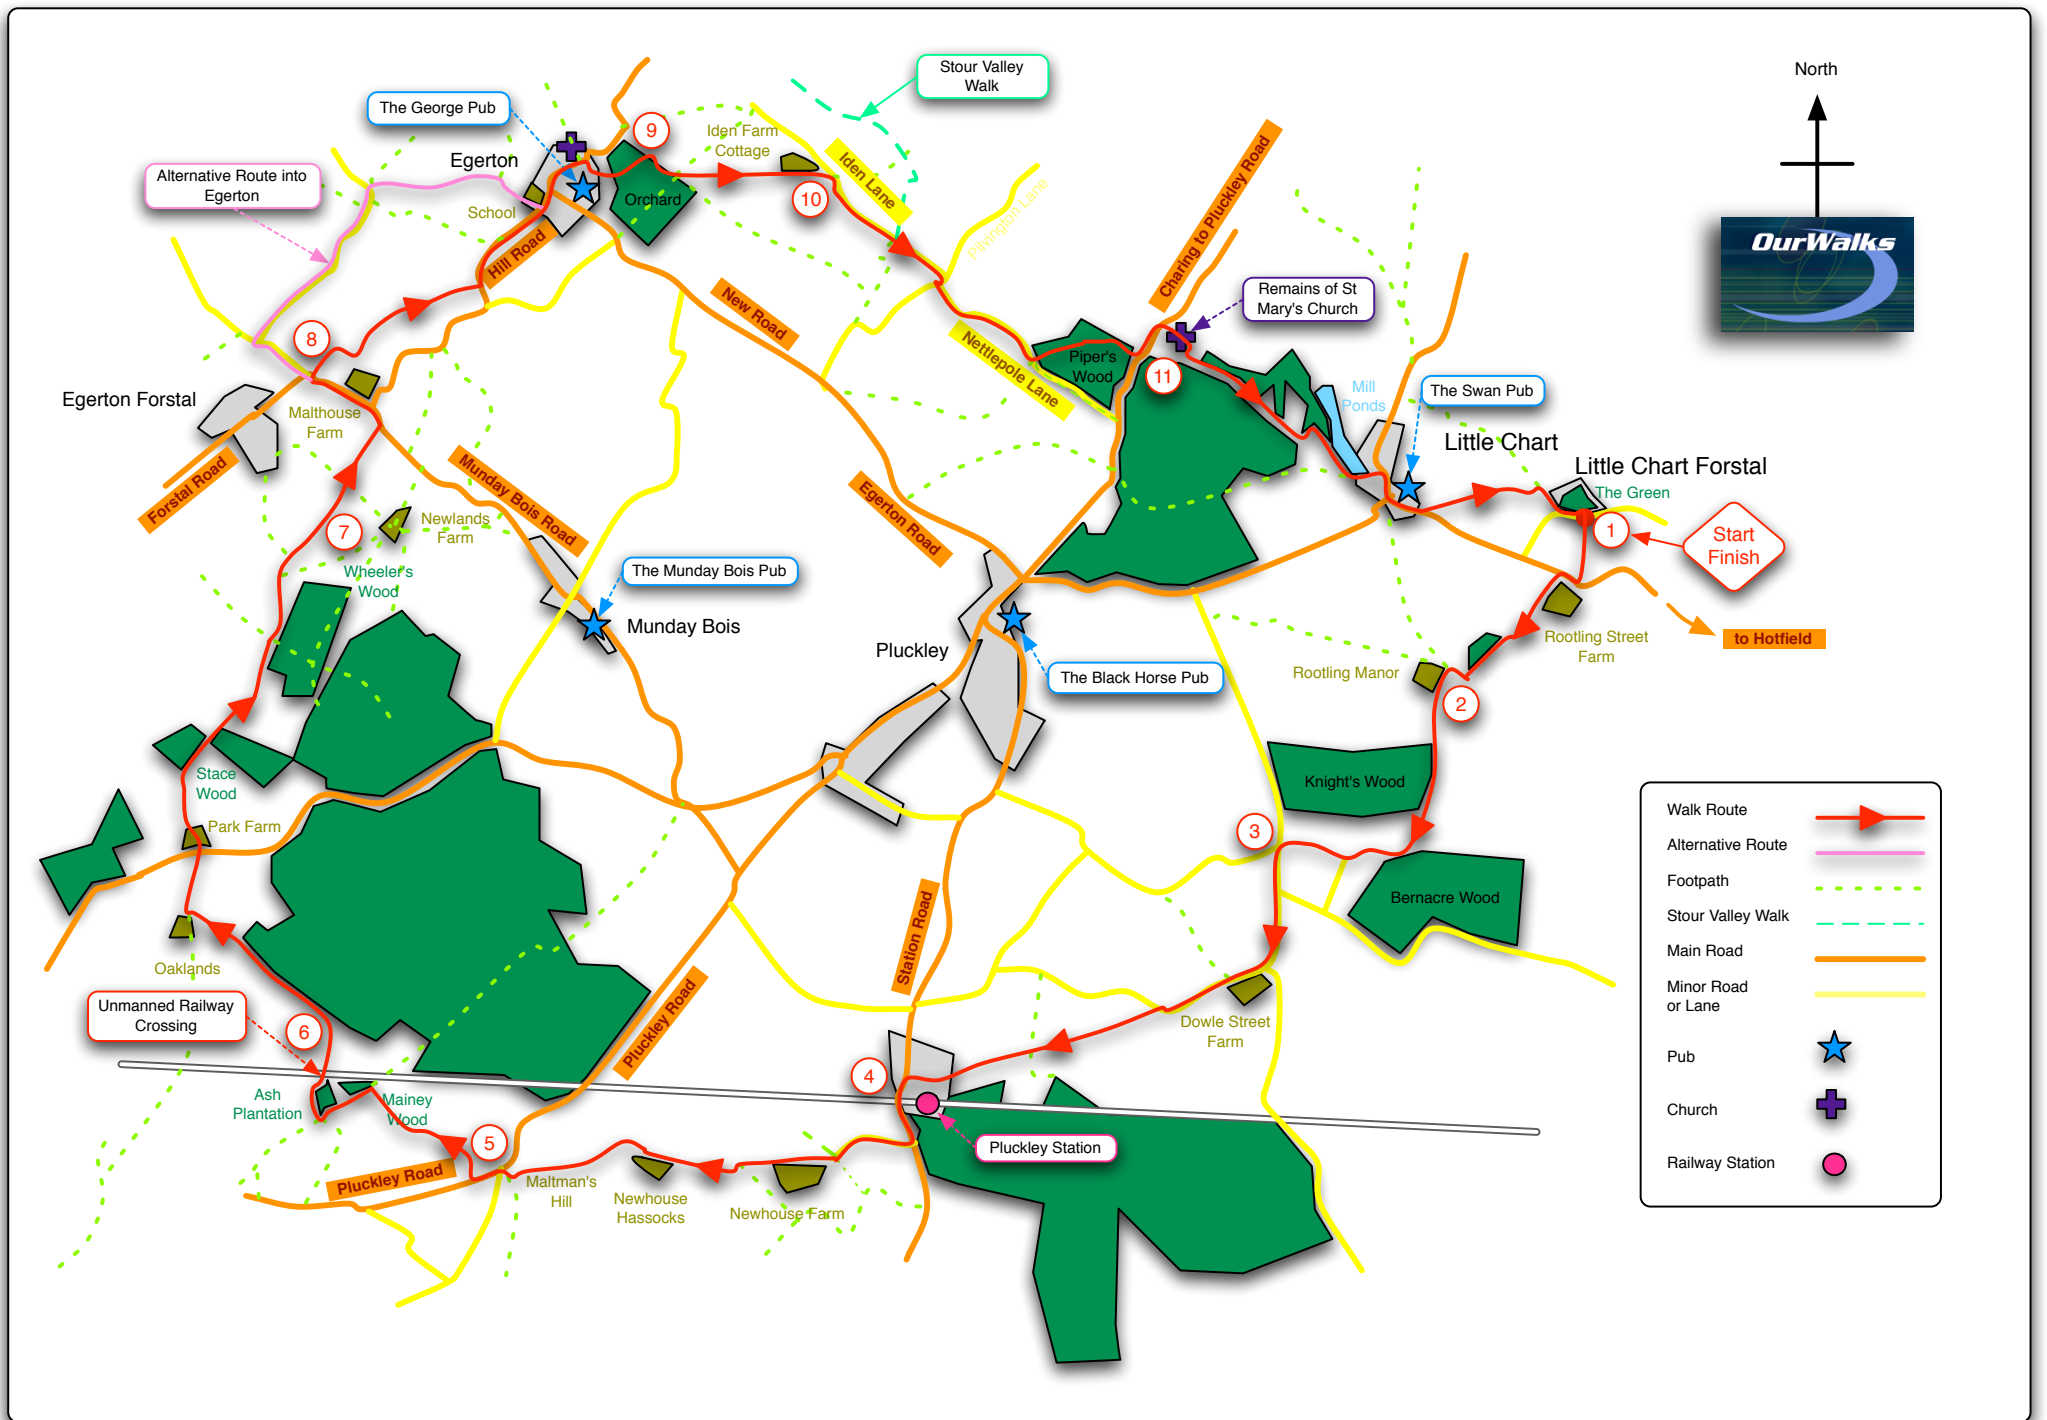 North
OurWalks
Stour Valley
Walk
The George Pub
9
Iden Farm
Cottage
Egerton
Iden Lane
Alternative Route into
Egerton
School
Orchard
10
Pilvington Lane
Charing to Pluckley Road
Hill Road
New Road
Remains of St
Mary's Church
8
Nettlepole Lane
Piper's
Wood
11
Mill
Ponds
The Swan Pub
Egerton Forstal
Malthouse
Farm
Little Chart
Little Chart Forstal
The Green
Forstal Road
Munday Bois Road
Egerton Road
7
Newlands
Farm
1
Start
Finish
Wheeler's
Wood
The Munday Bois Pub
Munday Bois
Pluckley
The Black Horse Pub
Rootling Street
Farm
to Hotfield
Rootling Manor
2
Stace
Wood
Knight's Wood
Park Farm
3
Bernacre Wood
Station Road
Oaklands
Pluckley Road
Unmanned Railway
Crossing
6
Dowle Street
Farm
4
Ash
Plantation
Mainey
Wood
5
Pluckley Station
Pluckley Road
Maltman's
Hill
Newhouse
Hassocks
Newhouse Farm
Walk Route
Alternative Route
Footpath
Stour Valley Walk
Main Road
Minor Road
or Lane
Pub
Church
Railway Station